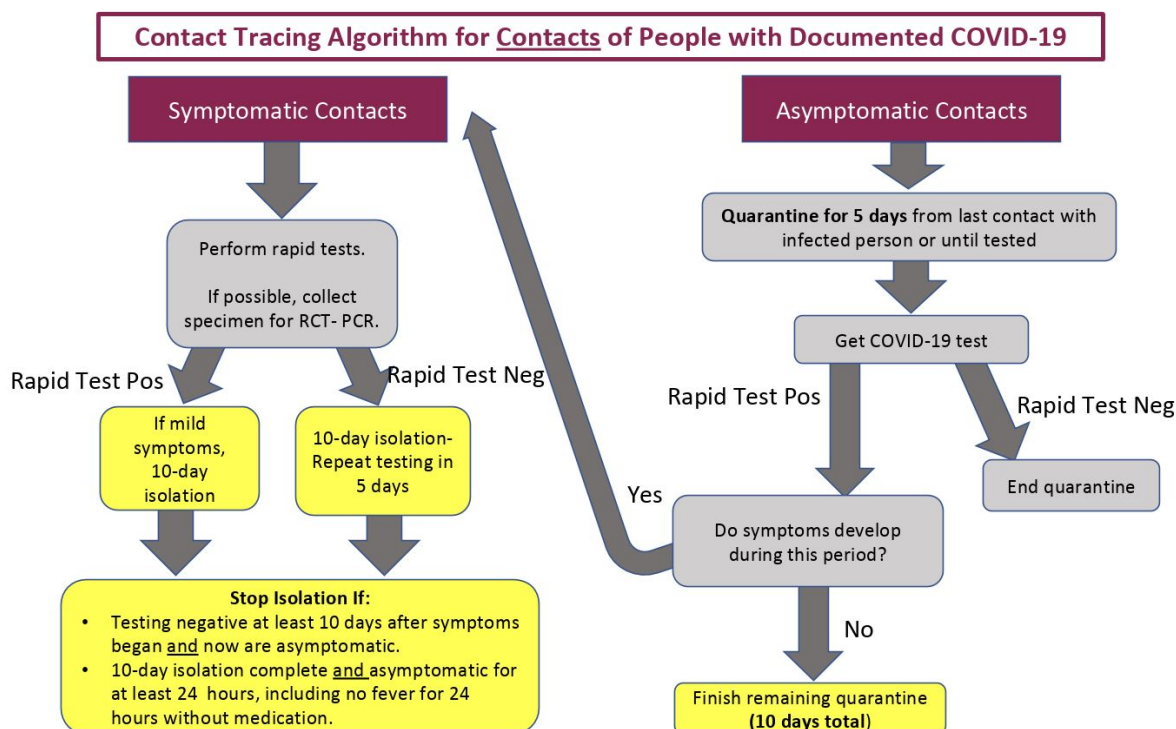 Contact Tracing Algorithm for Contacts of People with Documented COVID-19
Symptomatic Contacts
Perform rapid tests.
If possible, collect
specimen for RCT- PCR.
Rapid Test Pos
Rapid Test Neg
If mild
symptoms,
10-day
isolation
10-day isolation-
Repeat testing in
5 days
Stop Isolation If:
• Testing negative at least 10 days after symptoms
began and now are asymptomatic.
• 10-day isolation complete and asymptomatic for
at least 24 hours, including no fever for 24
hours without medication.
Asymptomatic Contacts
Quarantine for 5 days from last contact with
infected person or until tested
Get COVID-19 test
Rapid Test Pos
Rapid Test Neg
End quarantine
Do symptoms develop
during this period?
Yes
No
Finish remaining quarantine
(10 days total)